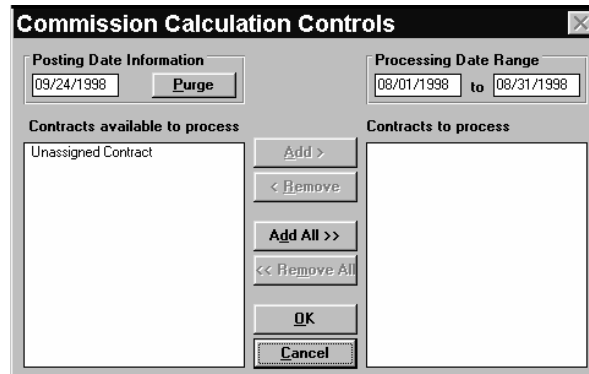 Commission Calculation Controls
Posting Date Information
09/24/1998 Purge
Processing Date Range
08/01/1998 to 08/31/1998
Contracts available to process
Unassigned Contract
Add >
< Remove
Add All >>
<< Remove All
OK
Cancel
Contracts to process